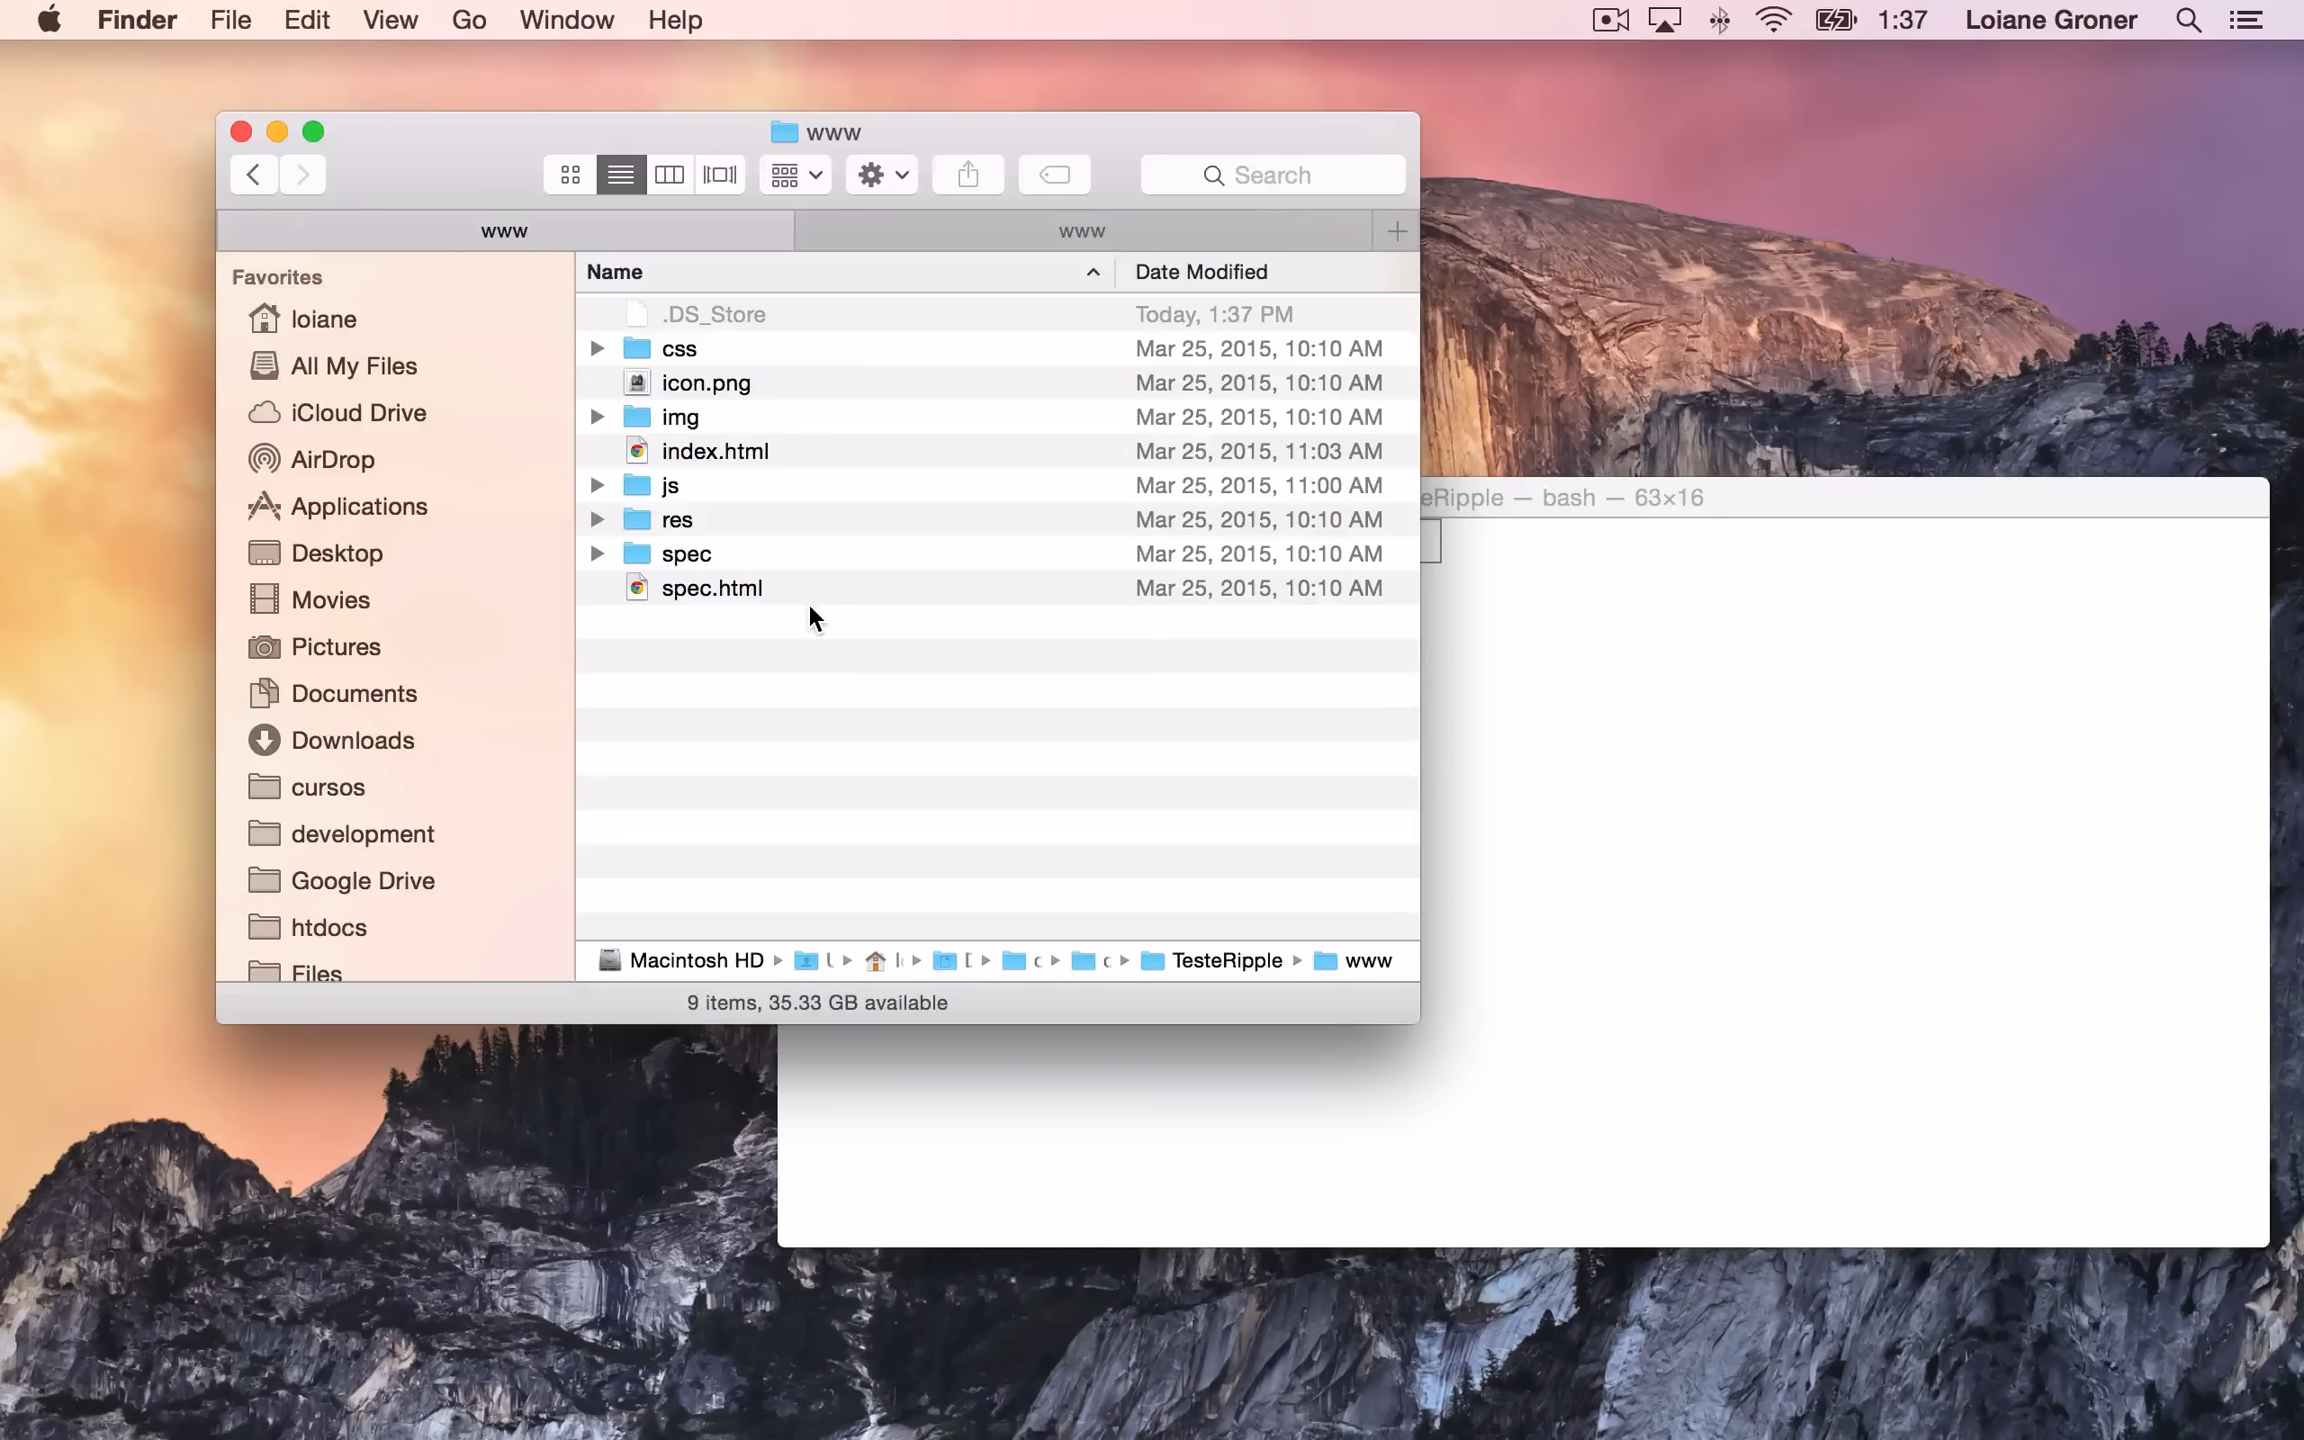 Finder File Edit View Go Window Help 1:37 Loiane Groner
www
Search
www www
Name Date Modified
Favorites
loiane
All My Files
iCloud Drive
AirDrop
Applications
Desktop
Movies
Pictures
Documents
Downloads
cursos
development
Google Drive
htdocs
Files
.DS_Store Today, 1:37 PM
css Mar 25, 2015, 10:10 AM
icon.png Mar 25, 2015, 10:10 AM
img Mar 25, 2015, 10:10 AM
index.html Mar 25, 2015, 11:03 AM
js Mar 25, 2015, 11:00 AM
res Mar 25, 2015, 10:10 AM
spec Mar 25, 2015, 10:10 AM
spec.html Mar 25, 2015, 10:10 AM
Macintosh HD TesteRipple www
9 items, 35.33 GB available
eRipple — bash — 63×16